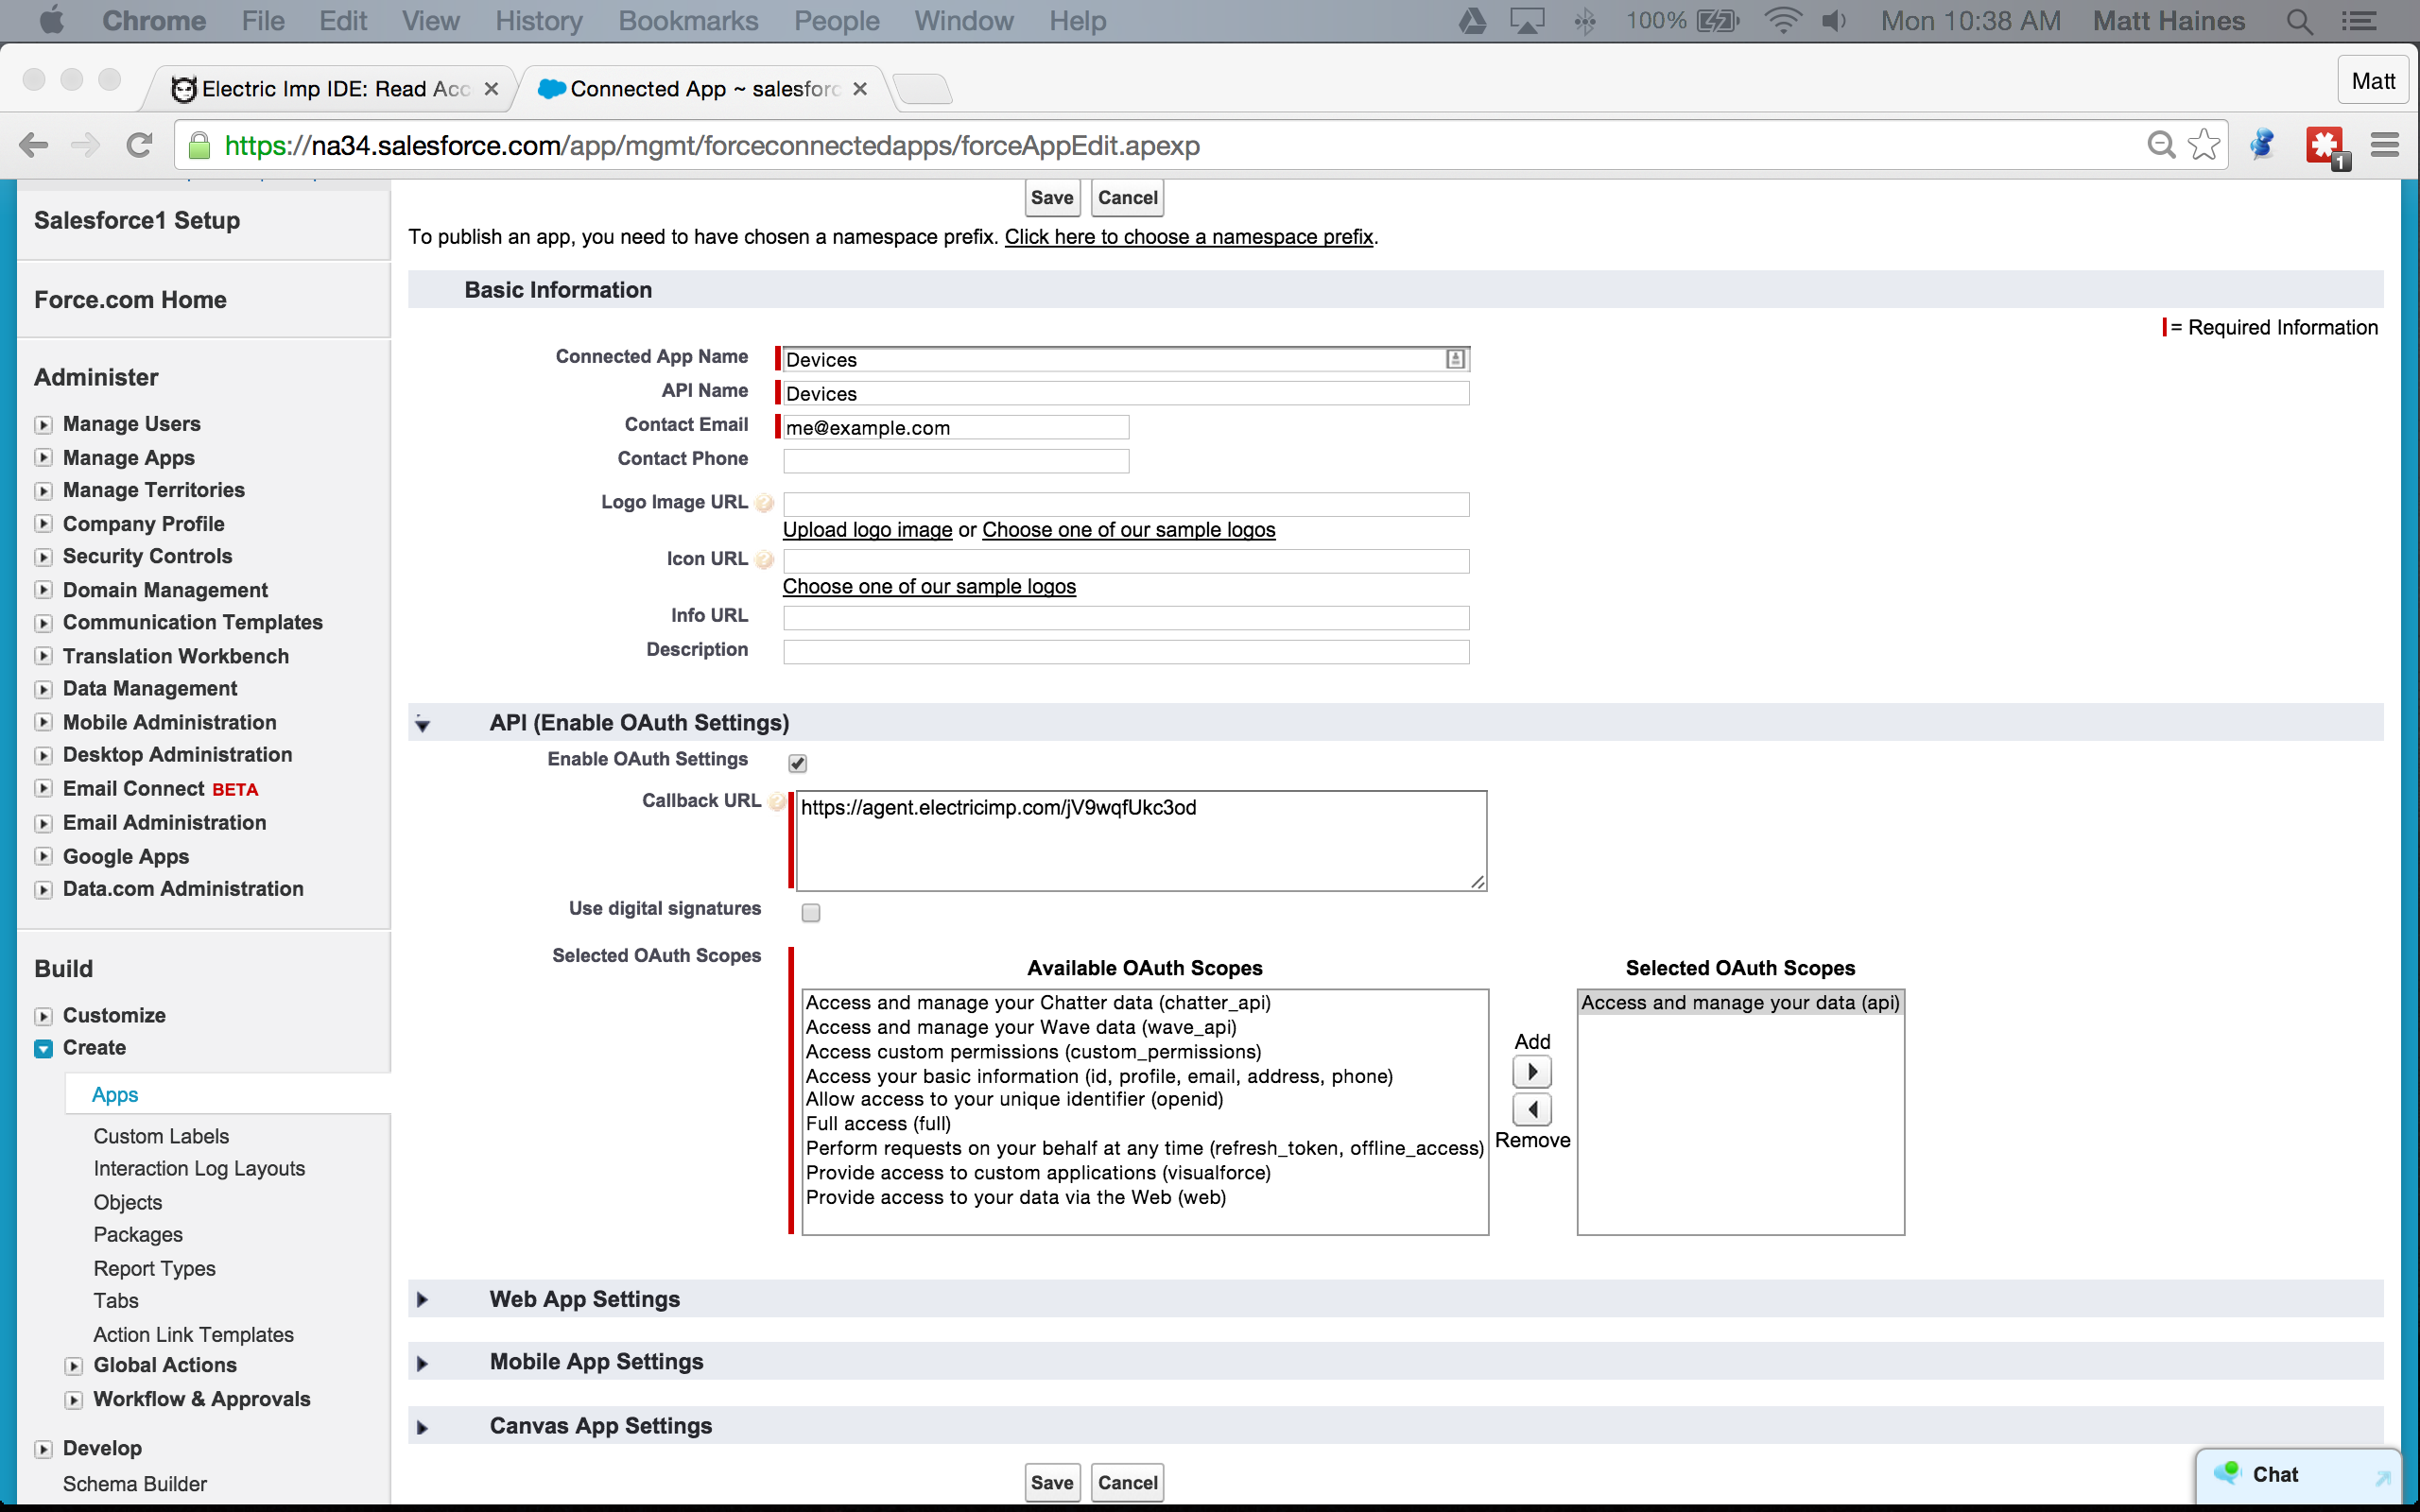 Chrome File Edit View History Bookmarks People Window Help 100% Mon 10:38 AM Matt Haines
Electric Imp IDE: Read Acc Connected App ~ salesforc Matt
https://na34.salesforce.com/app/mgmt/forceconnectedapps/forceAppEdit.apexp 1
Salesforce1 Setup
Force.com Home
Administer
Manage Users
Manage Apps
Manage Territories
Company Profile
Security Controls
Domain Management
Communication Templates
Translation Workbench
Data Management
Mobile Administration
Desktop Administration
Email Connect BETA
Email Administration
Google Apps
Data.com Administration
Build
Customize
Create
Apps
Custom Labels
Interaction Log Layouts
Objects
Packages
Report Types
Tabs
Action Link Templates
Global Actions
Workflow & Approvals
Develop
Schema Builder
Save Cancel
To publish an app, you need to have chosen a namespace prefix. Click here to choose a namespace prefix.
Basic Information
= Required Information
Connected App Name Devices
API Name Devices
Contact Email me@example.com
Contact Phone
Logo Image URL
Upload logo image or Choose one of our sample logos
Icon URL
Choose one of our sample logos
Info URL
Description
API (Enable OAuth Settings)
Enable OAuth Settings
Callback URL https://agent.electricimp.com/jV9wqfUkc3od
Use digital signatures
Selected OAuth Scopes
Available OAuth Scopes
Access and manage your Chatter data (chatter_api)
Access and manage your Wave data (wave_api)
Access custom permissions (custom_permissions)
Access your basic information (id, profile, email, address, phone)
Allow access to your unique identifier (openid)
Full access (full)
Perform requests on your behalf at any time (refresh_token, offline_access)
Provide access to custom applications (visualforce)
Provide access to your data via the Web (web)
Add
Remove
Selected OAuth Scopes
Access and manage your data (api)
Web App Settings
Mobile App Settings
Canvas App Settings
Save Cancel
Chat